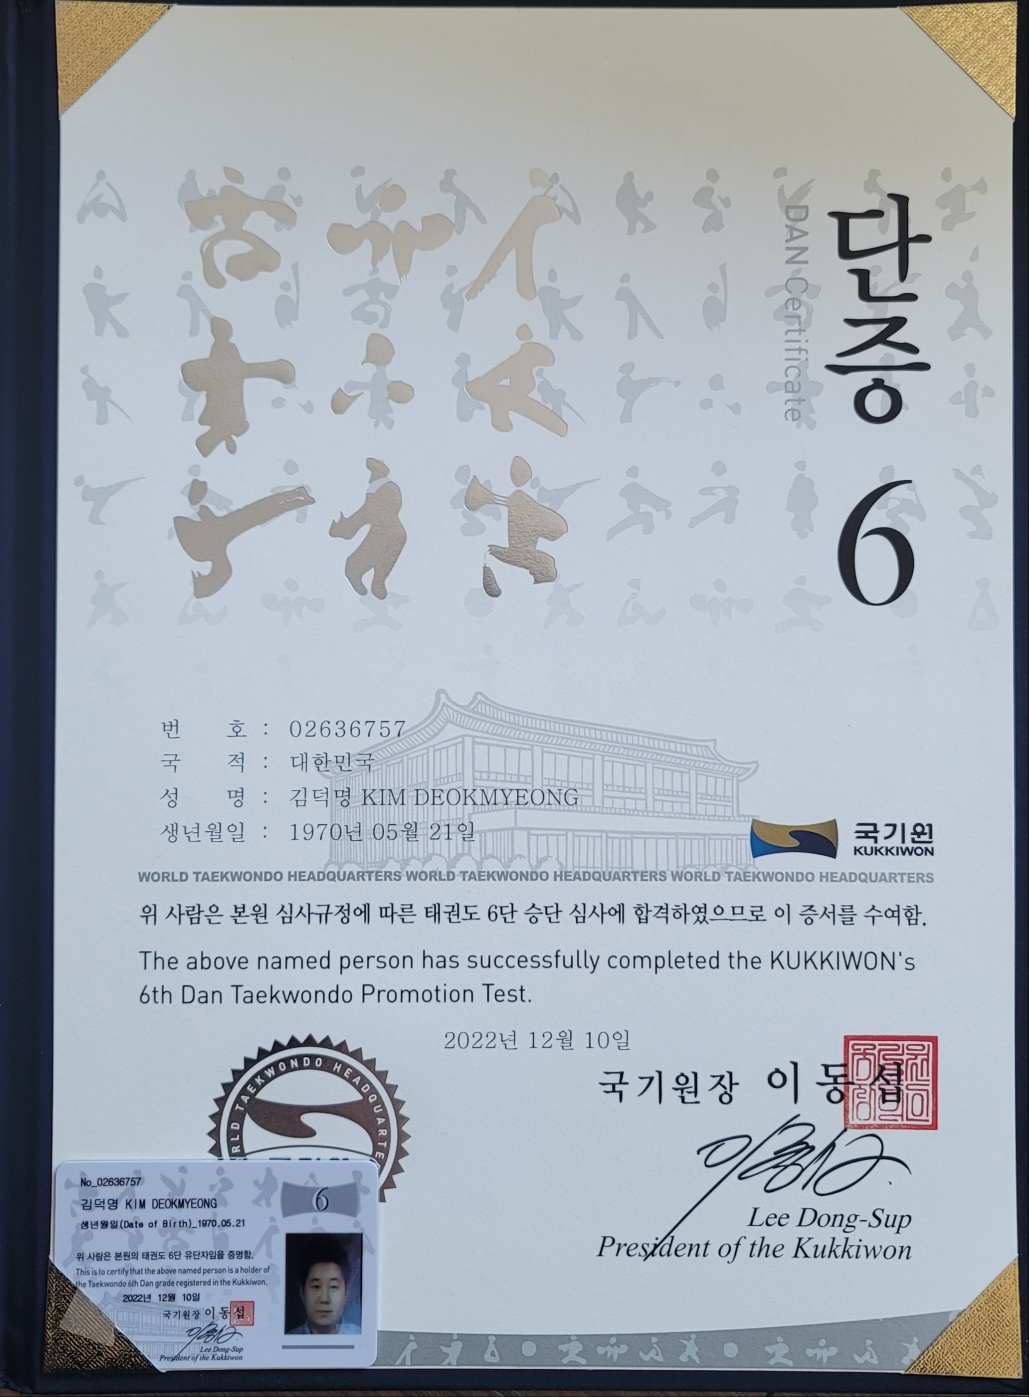 단증
DAN Certificate
6
번 호 : 02636757
국 적 : 대한민국
성 명 : 김덕명 KIM DEOKMYEONG
생년월일 : 1970년 05월 21일
국기원
KUKKIWON
WORLD TAEKWONDO HEADQUARTERS WORLD TAEKWONDO HEADQUARTERS WORLD TAEKWONDO HEADQUARTERS
위 사람은 본원 심사규정에 따른 태권도 6단 승단 심사에 합격하였으므로 이 증서를 수여함.
The above named person has successfully completed the KUKKIWON's
6th Dan Taekwondo Promotion Test.
2022년 12월 10일
국기원장 이동섭
Lee Dong-Sup
President of the Kukkiwon
RLD TAEKWONDO HEADQUARTE
No_02636757
김덕명 KIM DEOKMYEONG
생년월일(Date of Birth)_1970.05.21
6
위 사람은 본원의 태권도 6단 유단자임을 증명함.
This is to certify that the above named person is a holder of
the Taekwondo 6th Dan grade registered in the Kukkiwon.
2022년 12월 10일
국기원장 이동섭
Lee Dong-Sup
President of the Kukkiwon